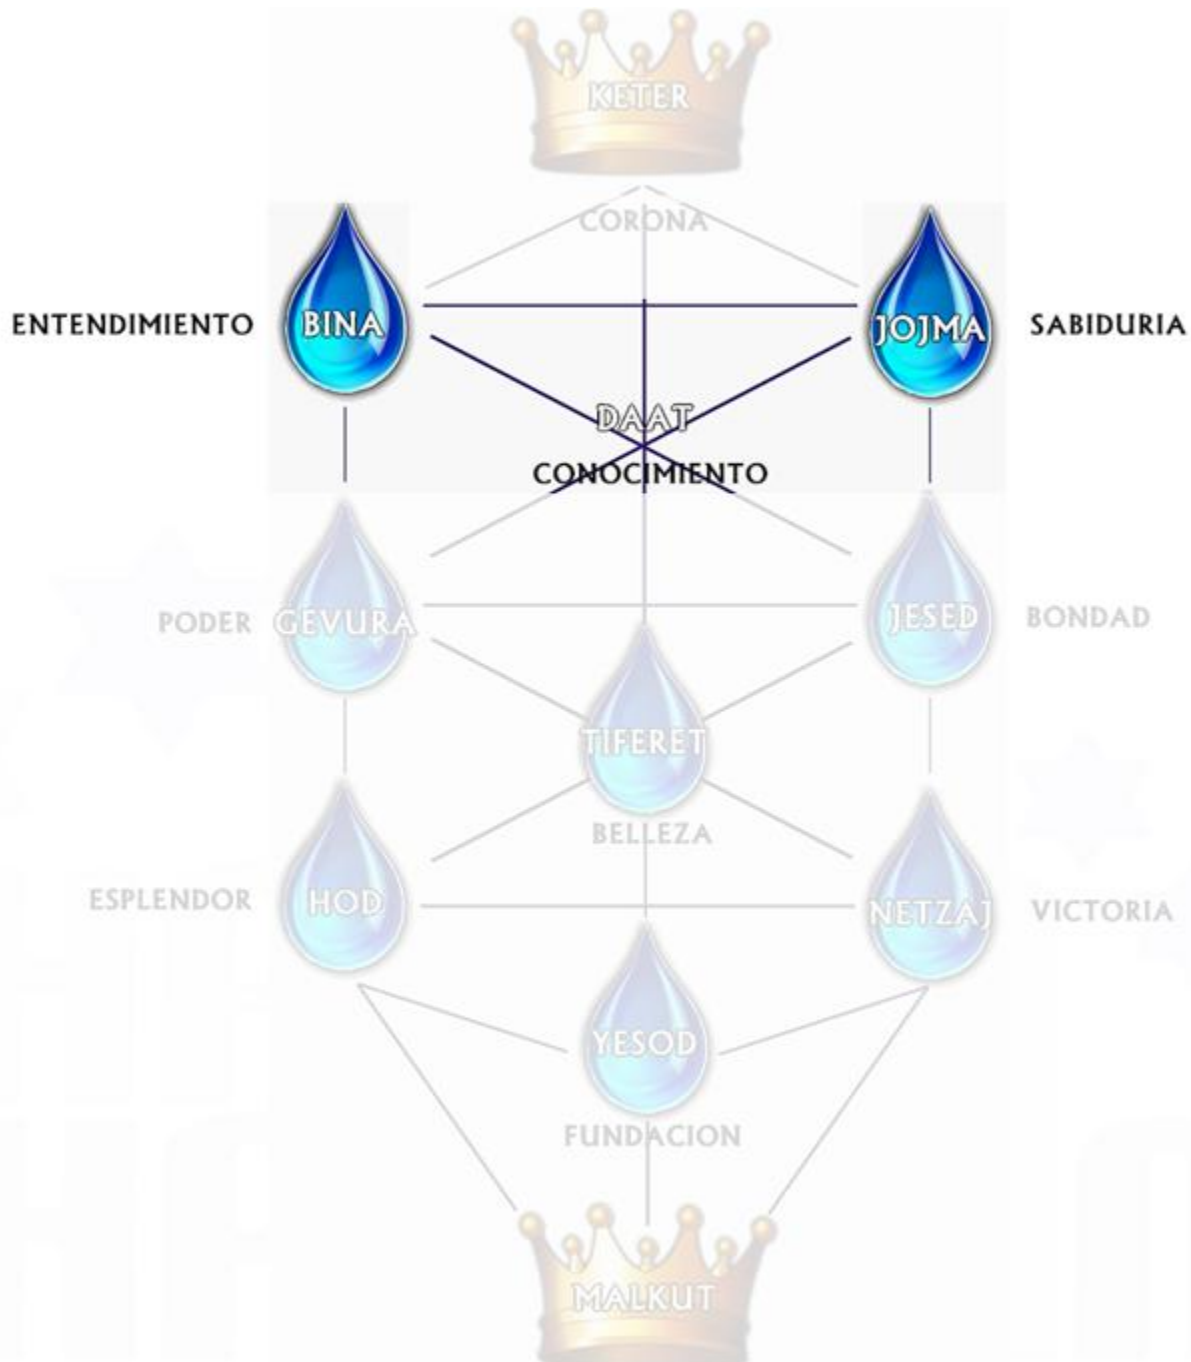 KETER
CORONA
ENTENDIMIENTO
BINA
JOJMA
SABIDURIA
DAAT
CONOCIMIENTO
PODER
GEVURA
JESED
BONDAD
TIFERET
BELLEZA
ESPLENDOR
HOD
NETZAJ
VICTORIA
YESOD
FUNDACION
MALKUT